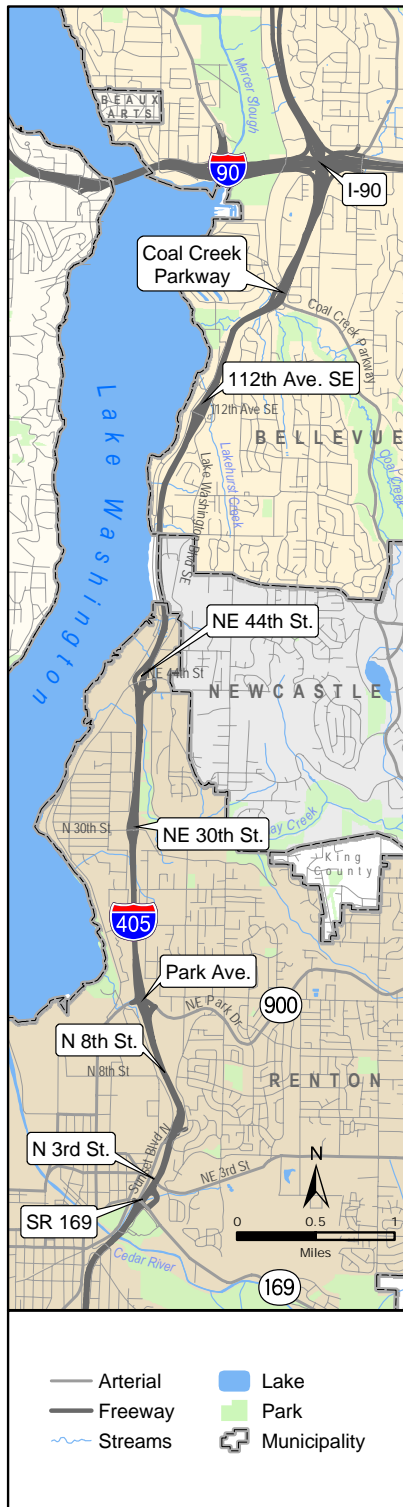 BEAUX
ARTS
Mercer Slough
90
I-90
Coal Creek
Parkway
Coal Creek Parkway
112th Ave. SE
112th Ave SE
BELLEVUE
Lake Washington
Lakehurst Creek
Lake Washington Blvd SE
Coal Creek
NE 44th St.
NE 44th St
NEWCASTLE
N 30th St.
NE 30th St.
ay Creek
King
County
405
Park Ave.
NE Park Dr
900
N 8th St.
N 8th St
RENTON
N 3rd St.
Sunset Blvd N
NE 3rd St
N
SR 169
0 0.5 1
Miles
Cedar River
169
Arterial
Lake
Freeway
Park
Streams
Municipality